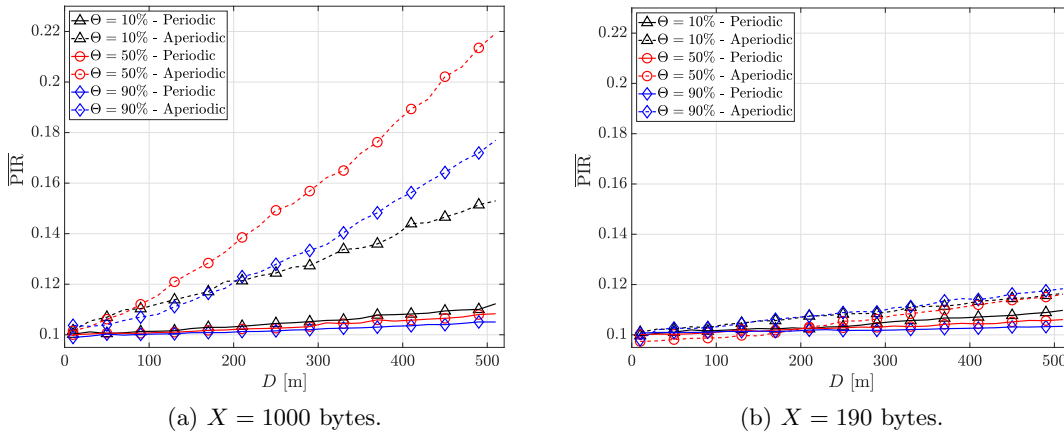 0.22
0.2
0.18
0.16
0.14
0.12
0.1
PIR
Θ = 10% - Periodic
Θ = 10% - Aperiodic
Θ = 50% - Periodic
Θ = 50% - Aperiodic
Θ = 90% - Periodic
Θ = 90% - Aperiodic
0 100 200 300 400 500
D [m]
(a) X = 1000 bytes.
0.22
0.2
0.18
0.16
0.14
0.12
0.1
PIR
Θ = 10% - Periodic
Θ = 10% - Aperiodic
Θ = 50% - Periodic
Θ = 50% - Aperiodic
Θ = 90% - Periodic
Θ = 90% - Aperiodic
0 100 200 300 400 500
D [m]
(b) X = 190 bytes.